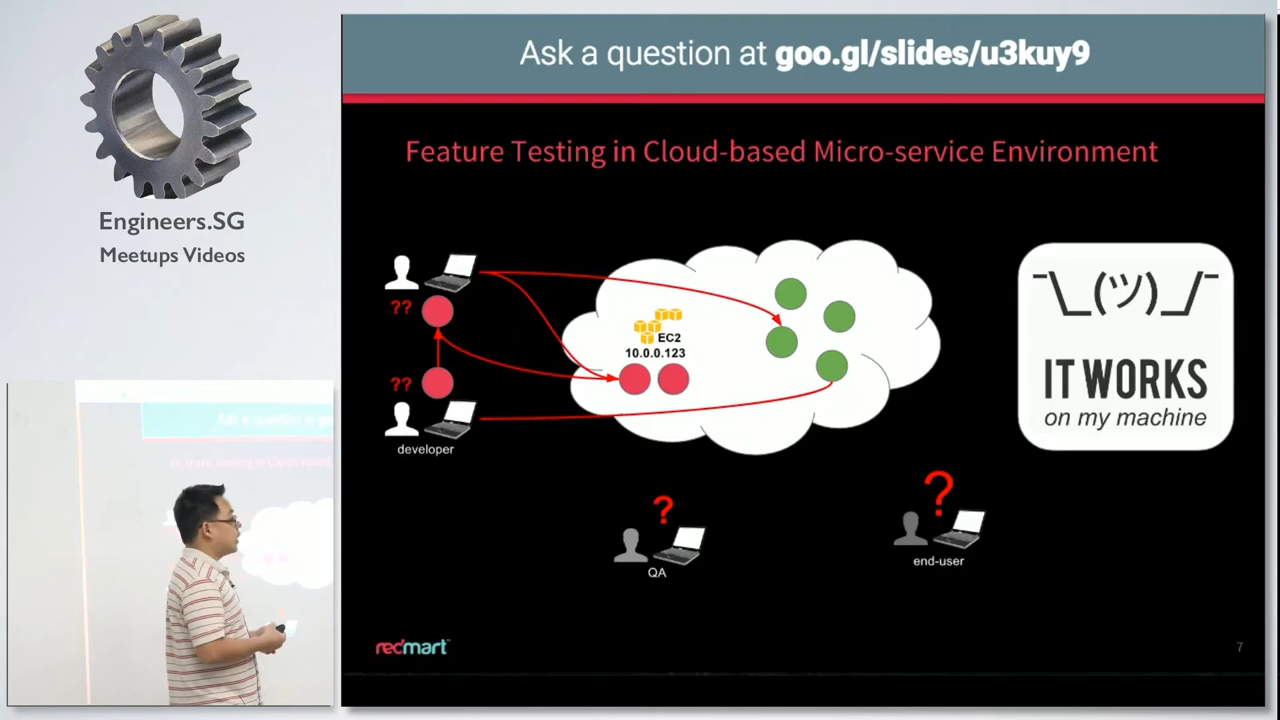 Ask a question at goo.gl/slides/u3kuy9
Engineers.SG
Meetups Videos
Feature Testing in Cloud-based Micro-service Environment
??
EC2
10.0.0.123
??
developer
¯\_(ツ)_/¯
IT WORKS
on my machine
?
QA
?
end-user
redmart
7